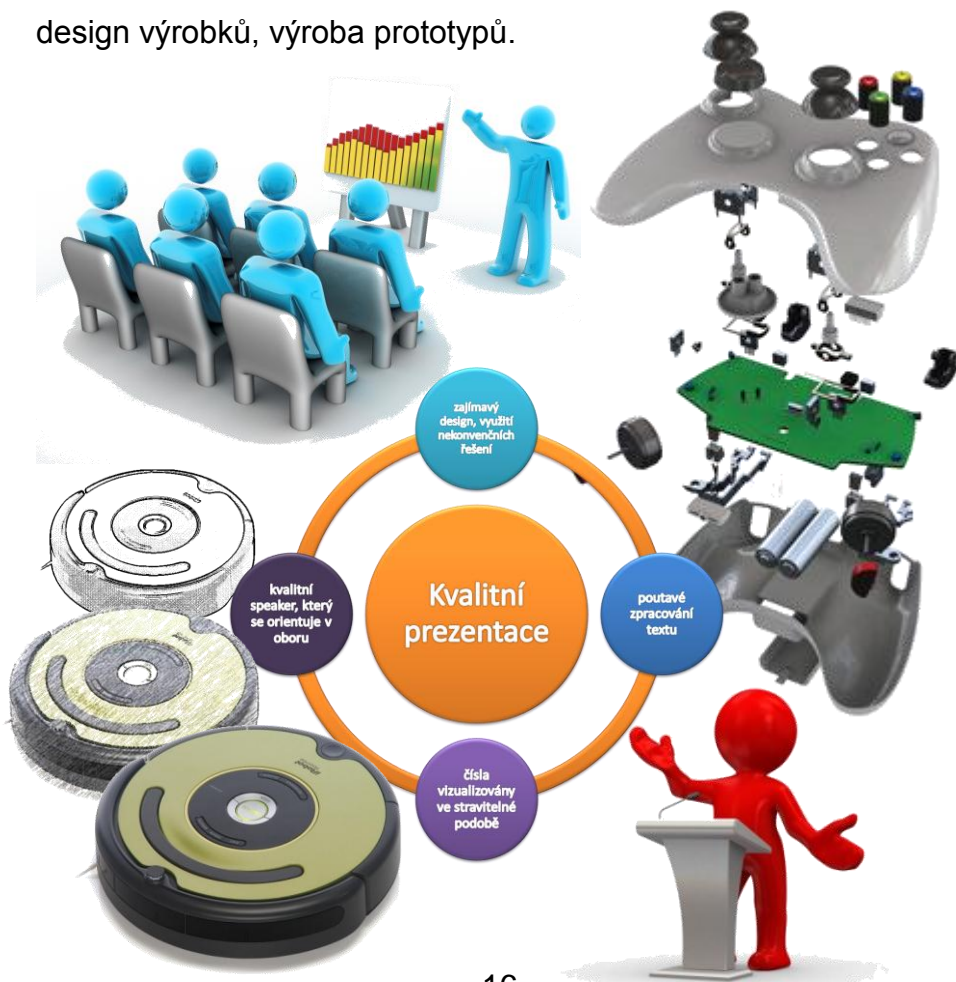 design výrobků, výroba prototypů.
zajímavý
design, využití
nekonvenčních
řešení
kvalitní
speaker, který
se orientuje v
oboru
Kvalitní
prezentace
poutavé
zpracování
textu
čísla
vizualizovány
ve stravitelné
podobě
16